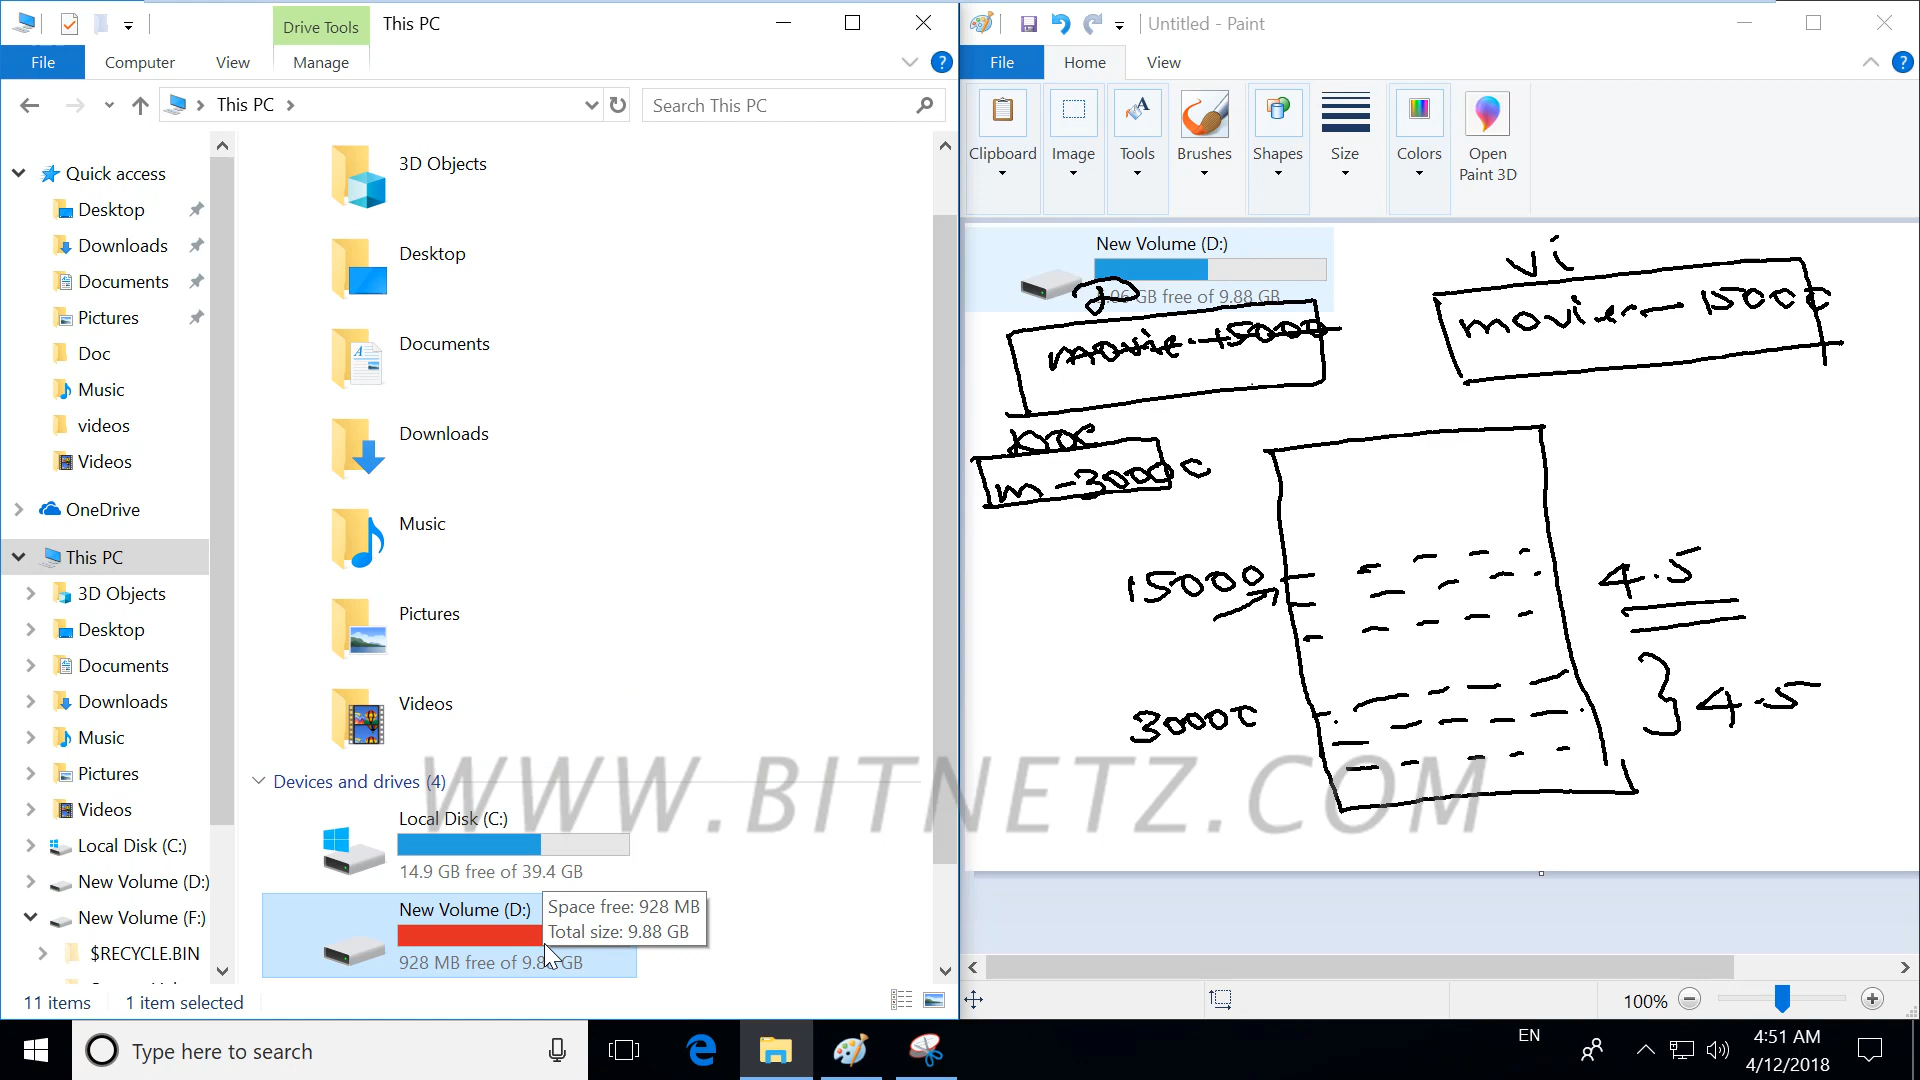 Drive Tools
This PC
File
Computer
View
Manage
This PC
Search This PC
Quick access
Desktop
Downloads
Documents
Pictures
Doc
Music
videos
Videos
OneDrive
This PC
3D Objects
Desktop
Documents
Downloads
Music
Pictures
Videos
Local Disk (C:)
New Volume (D:)
New Volume (F:)
$RECYCLE.BIN
3D Objects
Desktop
Documents
Downloads
Music
Pictures
Videos
Devices and drives (4)
Local Disk (C:)
14.9 GB free of 39.4 GB
New Volume (D:)
928 MB free of 9.88 GB
Space free: 928 MB
Total size: 9.88 GB
11 items
1 item selected
Untitled - Paint
File
Home
View
Clipboard
Image
Tools
Brushes
Shapes
Size
Colors
Open
Paint 3D
New Volume (D:)
GB free of 9.88 GB
vi
movie - 15000
m - 3000
15000
4.5
3000
4.5
WWW.BITNETZ.COM
100%
Type here to search
EN
4:51 AM
4/12/2018